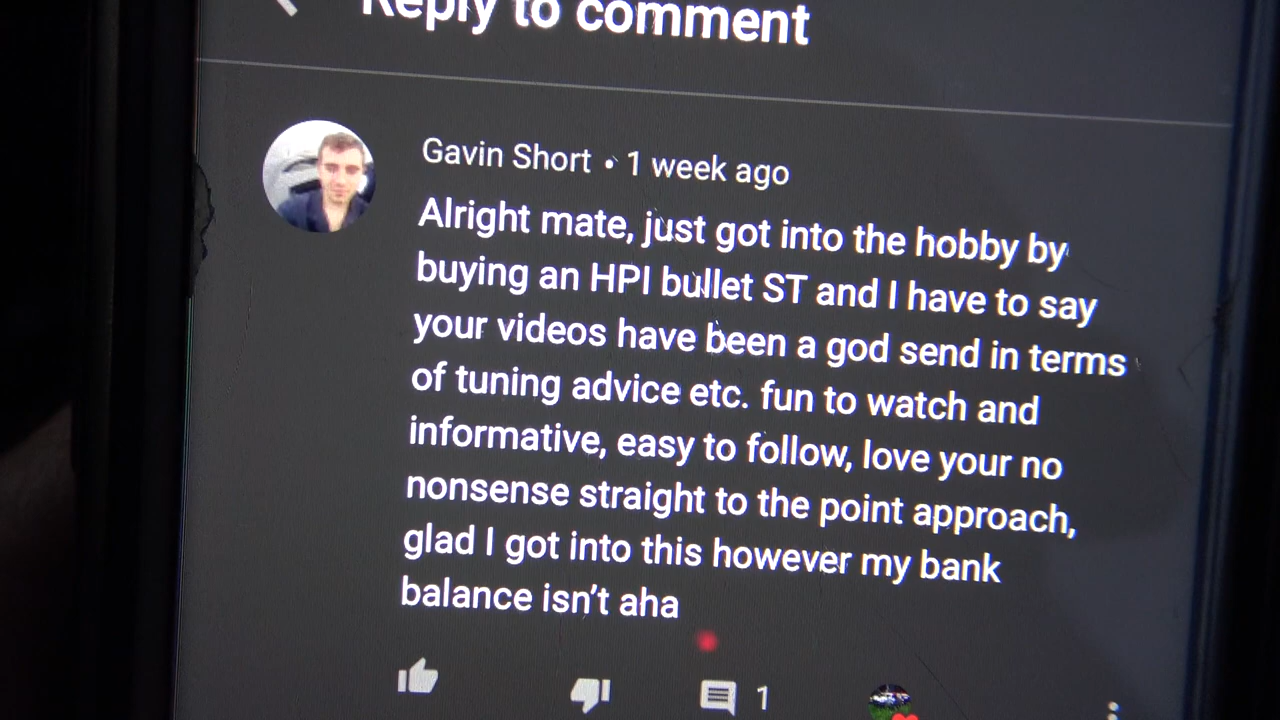 Reply to comment
Gavin Short • 1 week ago
Alright mate, just got into the hobby by
buying an HPI bullet ST and I have to say
your videos have been a god send in terms
of tuning advice etc. fun to watch and
informative, easy to follow, love your no
nonsense straight to the point approach,
glad I got into this however my bank
balance isn't aha
1